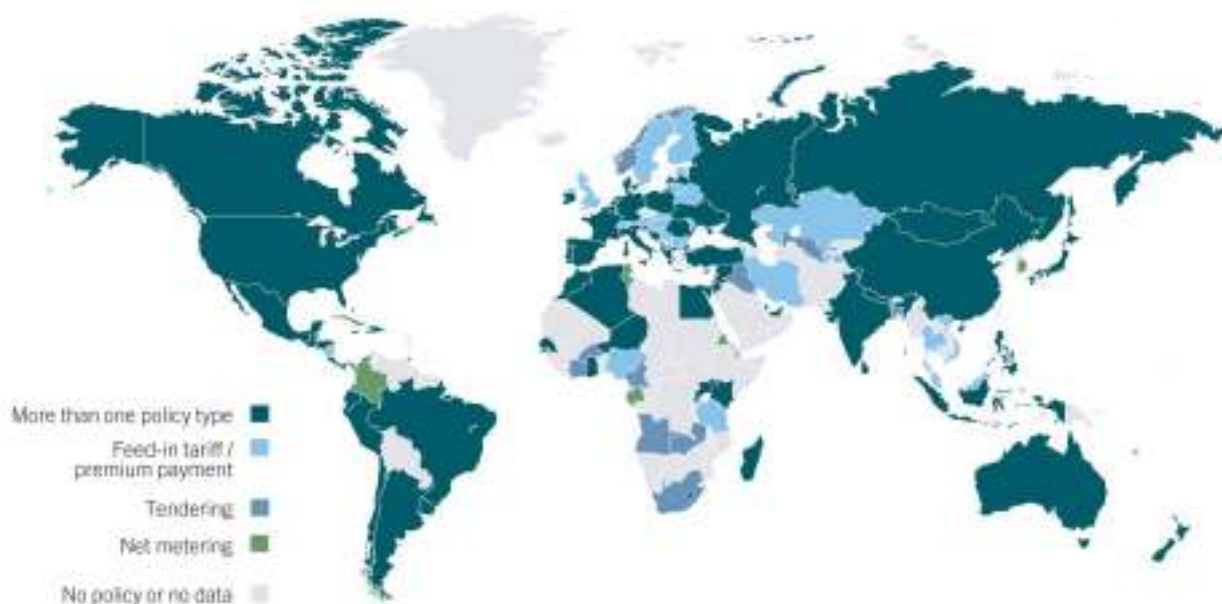 More than one policy type
Feed-in tariff /
premium payment
Tendering
Net metering
No policy or no data